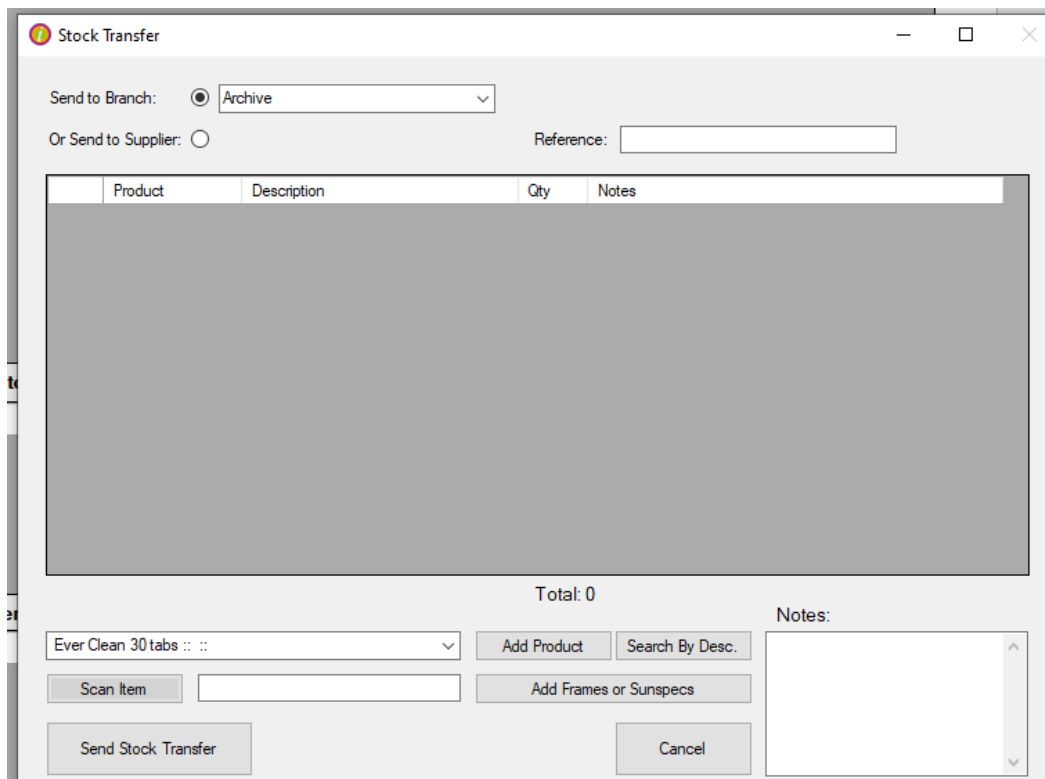 Stock Transfer
Send to Branch: Archive
Or Send to Supplier: Reference:
Product Description Qty Notes
Total: 0
Notes:
Ever Clean 30 tabs :: :: Add Product Search By Desc.
Scan Item Add Frames or Sunspecs
Send Stock Transfer Cancel